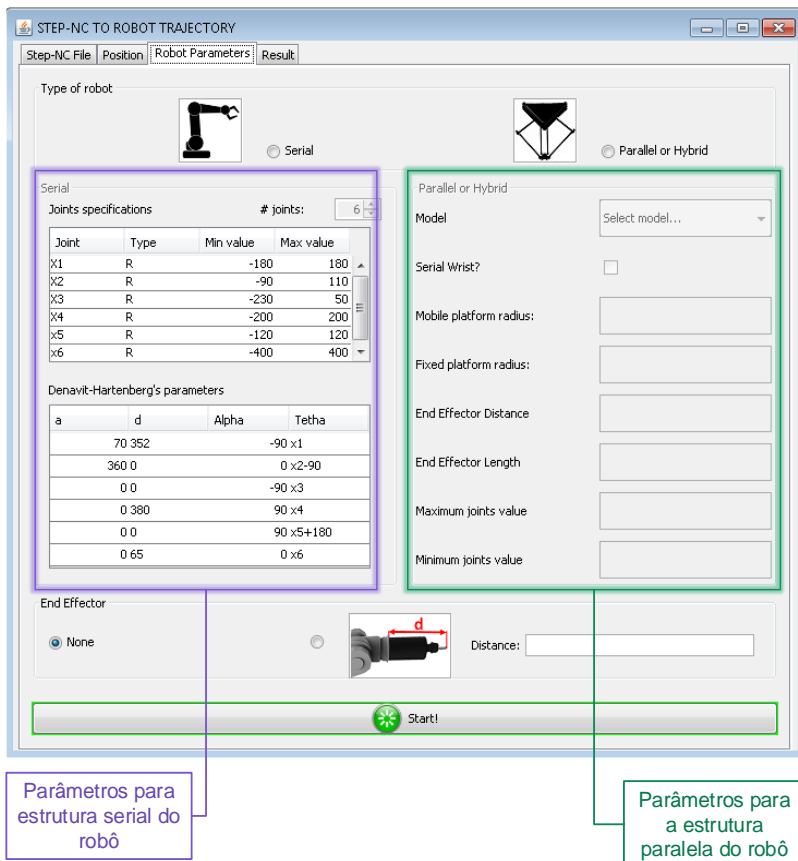 STEP-NC TO ROBOT TRAJECTORY
Step-NC File Position Robot Parameters Result
Type of robot
Serial
Parallel or Hybrid
Serial
Joints specifications # joints: 6
Joint Type Min value Max value
X1 R -180 180
X2 R -90 110
X3 R -230 50
X4 R -200 200
x5 R -120 120
x6 R -400 400
Denavit-Hartenberg's parameters
a d Alpha Tetha
70 352 -90 x1
360 0 0 x2-90
0 0 -90 x3
0 380 90 x4
0 0 90 x5+180
0 65 0 x6
Parallel or Hybrid
Model Select model...
Serial Wrist?
Mobile platform radius:
Fixed platform radius:
End Effector Distance
End Effector Length
Maximum joints value
Minimum joints value
End Effector
None
d
Distance:
Start!
Parâmetros para
estrutura serial do
robô
Parâmetros para
a estrutura
paralela do robô